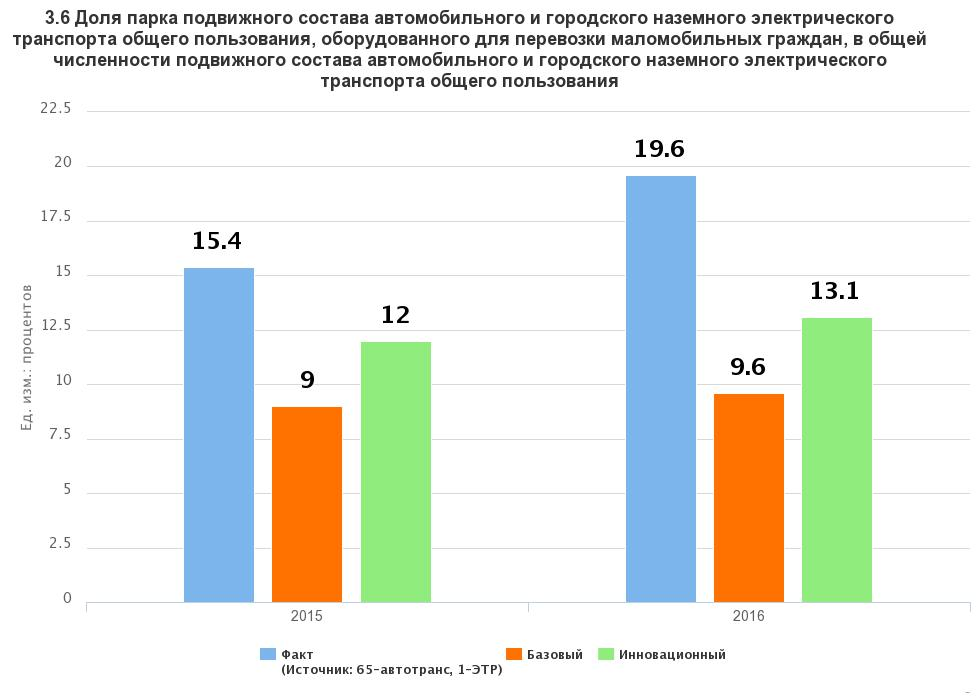 3.6 Доля парка подвижного состава автомобильного и городского наземного электрического
транспорта общего пользования, оборудованного для перевозки маломобильных граждан, в общей
численности подвижного состава автомобильного и городского наземного электрического
транспорта общего пользования
22.5
20
17.5
15
12.5
10
7.5
5
2.5
0
Ед. изм.: процентов
15.4
9
12
19.6
9.6
13.1
2015
2016
Факт
(Источник: 65-автотранс, 1-ЭТР)
Базовый
Инновационный